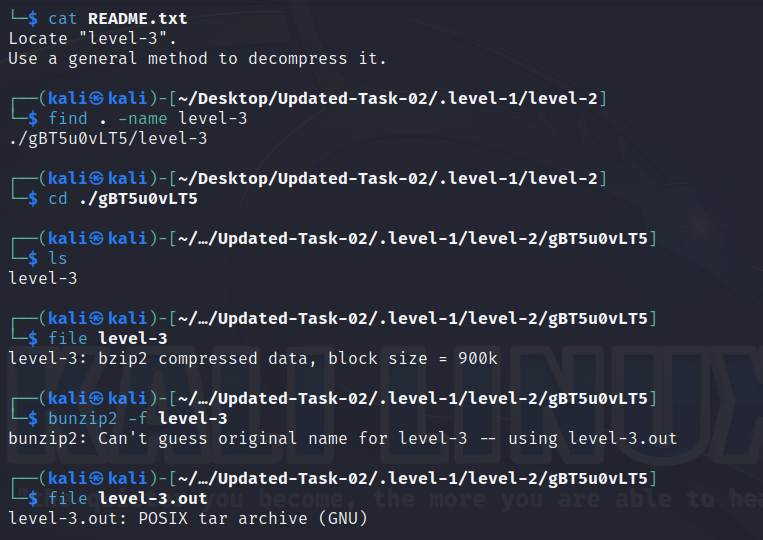 └─$ cat README.txt
Locate "level-3".
Use a general method to decompress it.
┌──(kali㉿kali)-[~/Desktop/Updated-Task-02/.level-1/level-2]
└─$ find . -name level-3
./gBT5u0vLT5/level-3
┌──(kali㉿kali)-[~/Desktop/Updated-Task-02/.level-1/level-2]
└─$ cd ./gBT5u0vLT5
┌──(kali㉿kali)-[~/…/Updated-Task-02/.level-1/level-2/gBT5u0vLT5]
└─$ ls
level-3
┌──(kali㉿kali)-[~/…/Updated-Task-02/.level-1/level-2/gBT5u0vLT5]
└─$ file level-3
level-3: bzip2 compressed data, block size = 900k
KALI LINUX
┌──(kali㉿kali)-[~/…/Updated-Task-02/.level-1/level-2/gBT5u0vLT5]
└─$ bunzip2 -f level-3
bunzip2: Can't guess original name for level-3 -- using level-3.out
┌──(kali㉿kali)-[~/…/Updated-Task-02/.level-1/level-2/gBT5u0vLT5]
└─$ file level-3.out
you become, the more you are able to hea
level-3.out: POSIX tar archive (GNU)